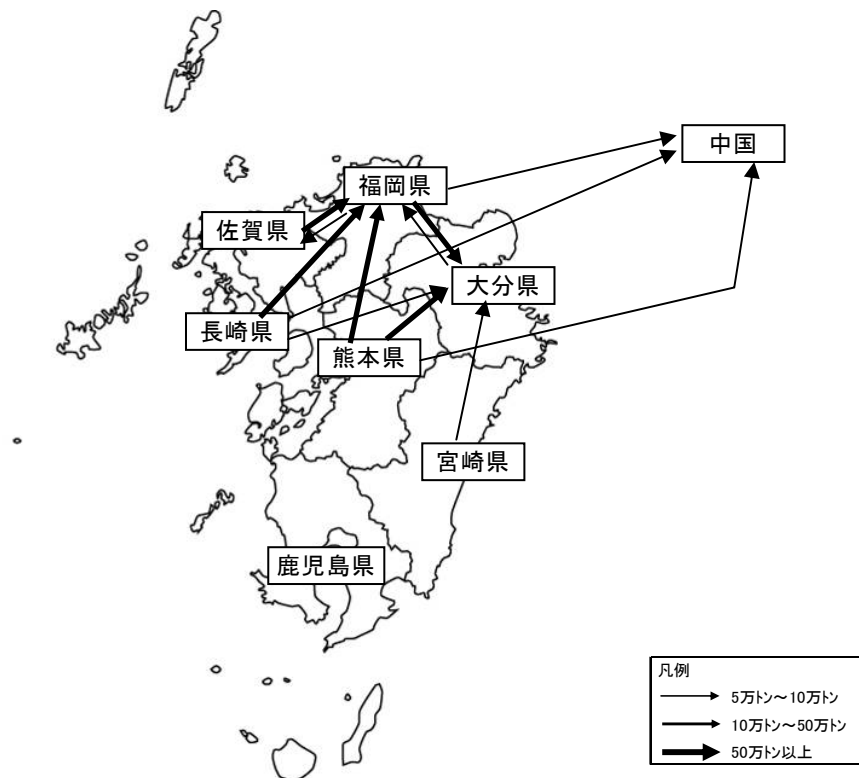 中国
福岡県
佐賀県
大分県
長崎県
熊本県
宮崎県
鹿児島県
凡例
5万トン～10万トン
10万トン～50万トン
50万トン以上